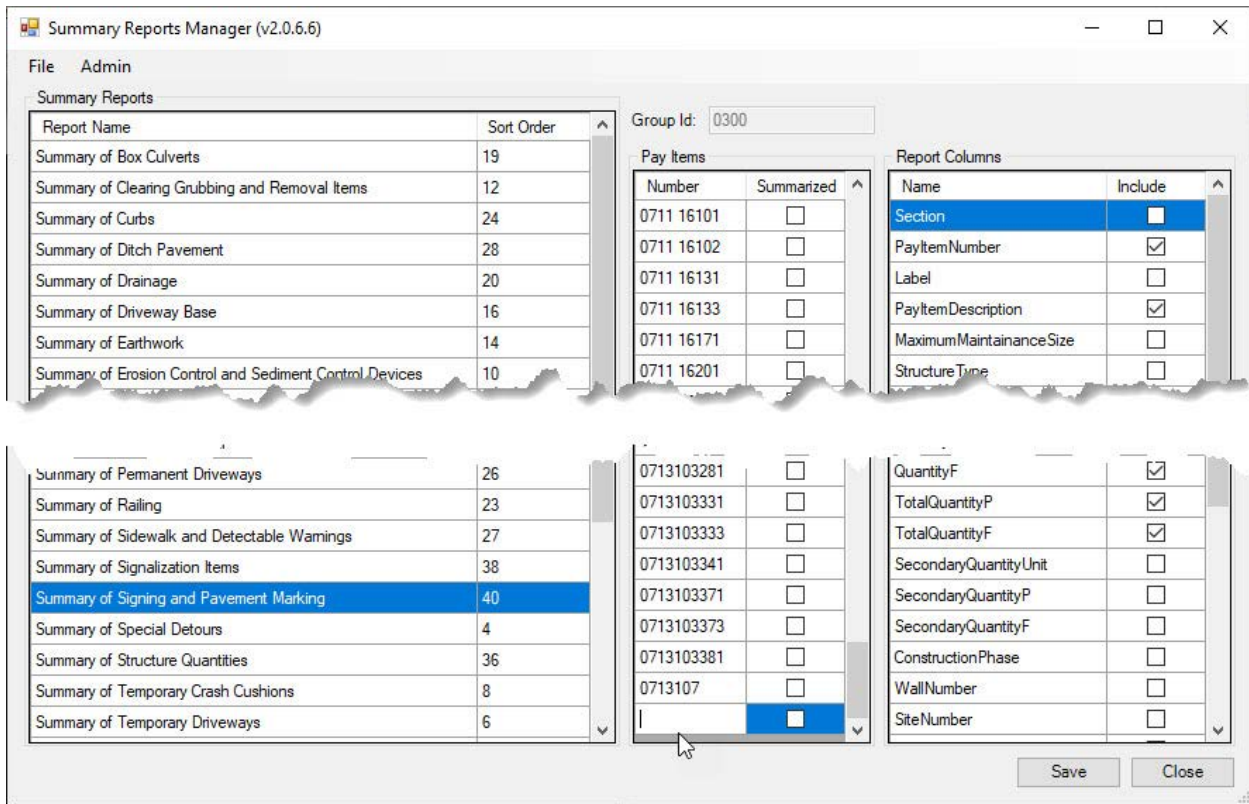 Summary Reports Manager (v2.0.6.6)
File Admin
Summary Reports
Report Name Sort Order
Summary of Box Culverts 19
Summary of Clearing Grubbing and Removal Items 12
Summary of Curbs 24
Summary of Ditch Pavement 28
Summary of Drainage 20
Summary of Driveway Base 16
Summary of Earthwork 14
Summary of Erosion Control and Sediment Control Devices 10
Summary of Permanent Driveways 26
Summary of Railing 23
Summary of Sidewalk and Detectable Warnings 27
Summary of Signalization Items 38
Summary of Signing and Pavement Marking 40
Summary of Special Detours 4
Summary of Structure Quantities 36
Summary of Temporary Crash Cushions 8
Summary of Temporary Driveways 6
Group Id: 0300
Pay Items
Number Summarized
0711 16101
0711 16102
0711 16131
0711 16133
0711 16171
0711 16201
0713103281
0713103331
0713103333
0713103341
0713103371
0713103373
0713103381
0713107
Report Columns
Name Include
Section
PayItemNumber
Label
PayItemDescription
MaximumMaintainanceSize
StructureType
QuantityF
TotalQuantityP
TotalQuantityF
SecondaryQuantityUnit
SecondaryQuantityP
SecondaryQuantityF
ConstructionPhase
WallNumber
SiteNumber
Save Close